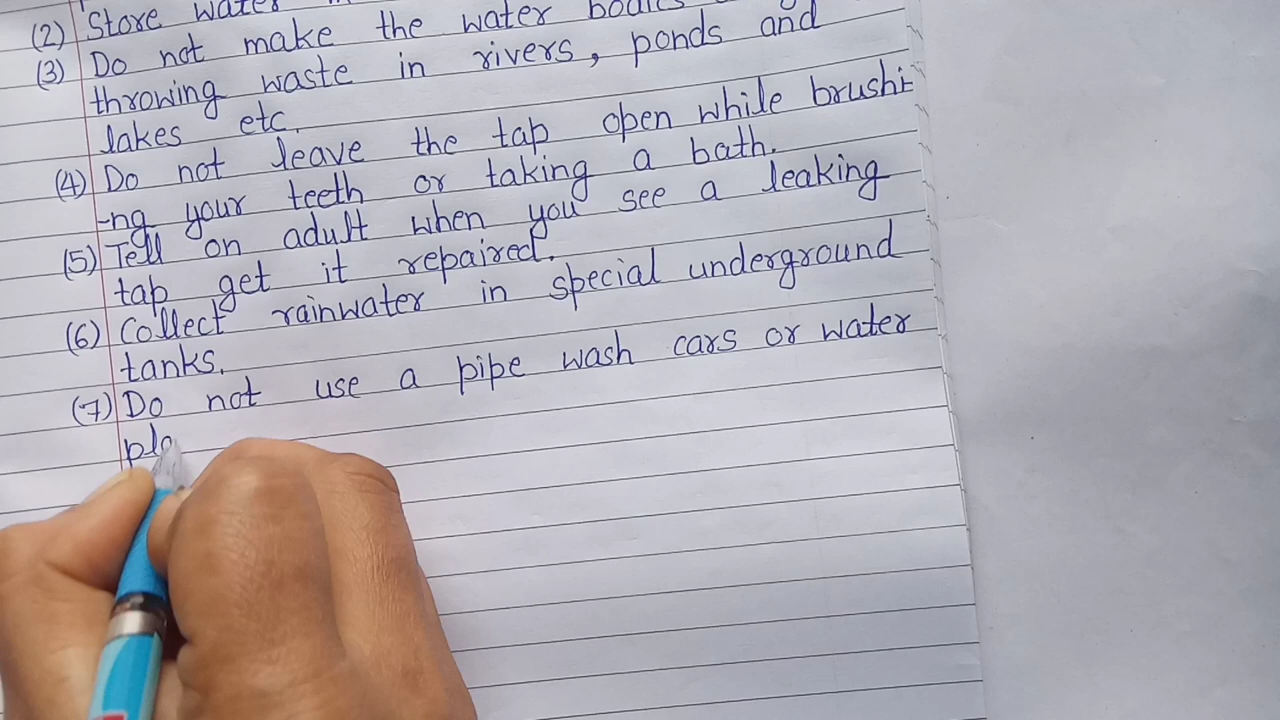 (2) Store water
(3) Do not make the water bodies
throwing waste in rivers, ponds and
lakes etc.
(4) Do not leave the tap open while brushi-
-ng your teeth or taking a bath.
(5) Tell on adult when you see a leaking
tap get it repaired.
(6) Collect rainwater in special underground
tanks.
(7) Do not use a pipe wash cars or water
pla